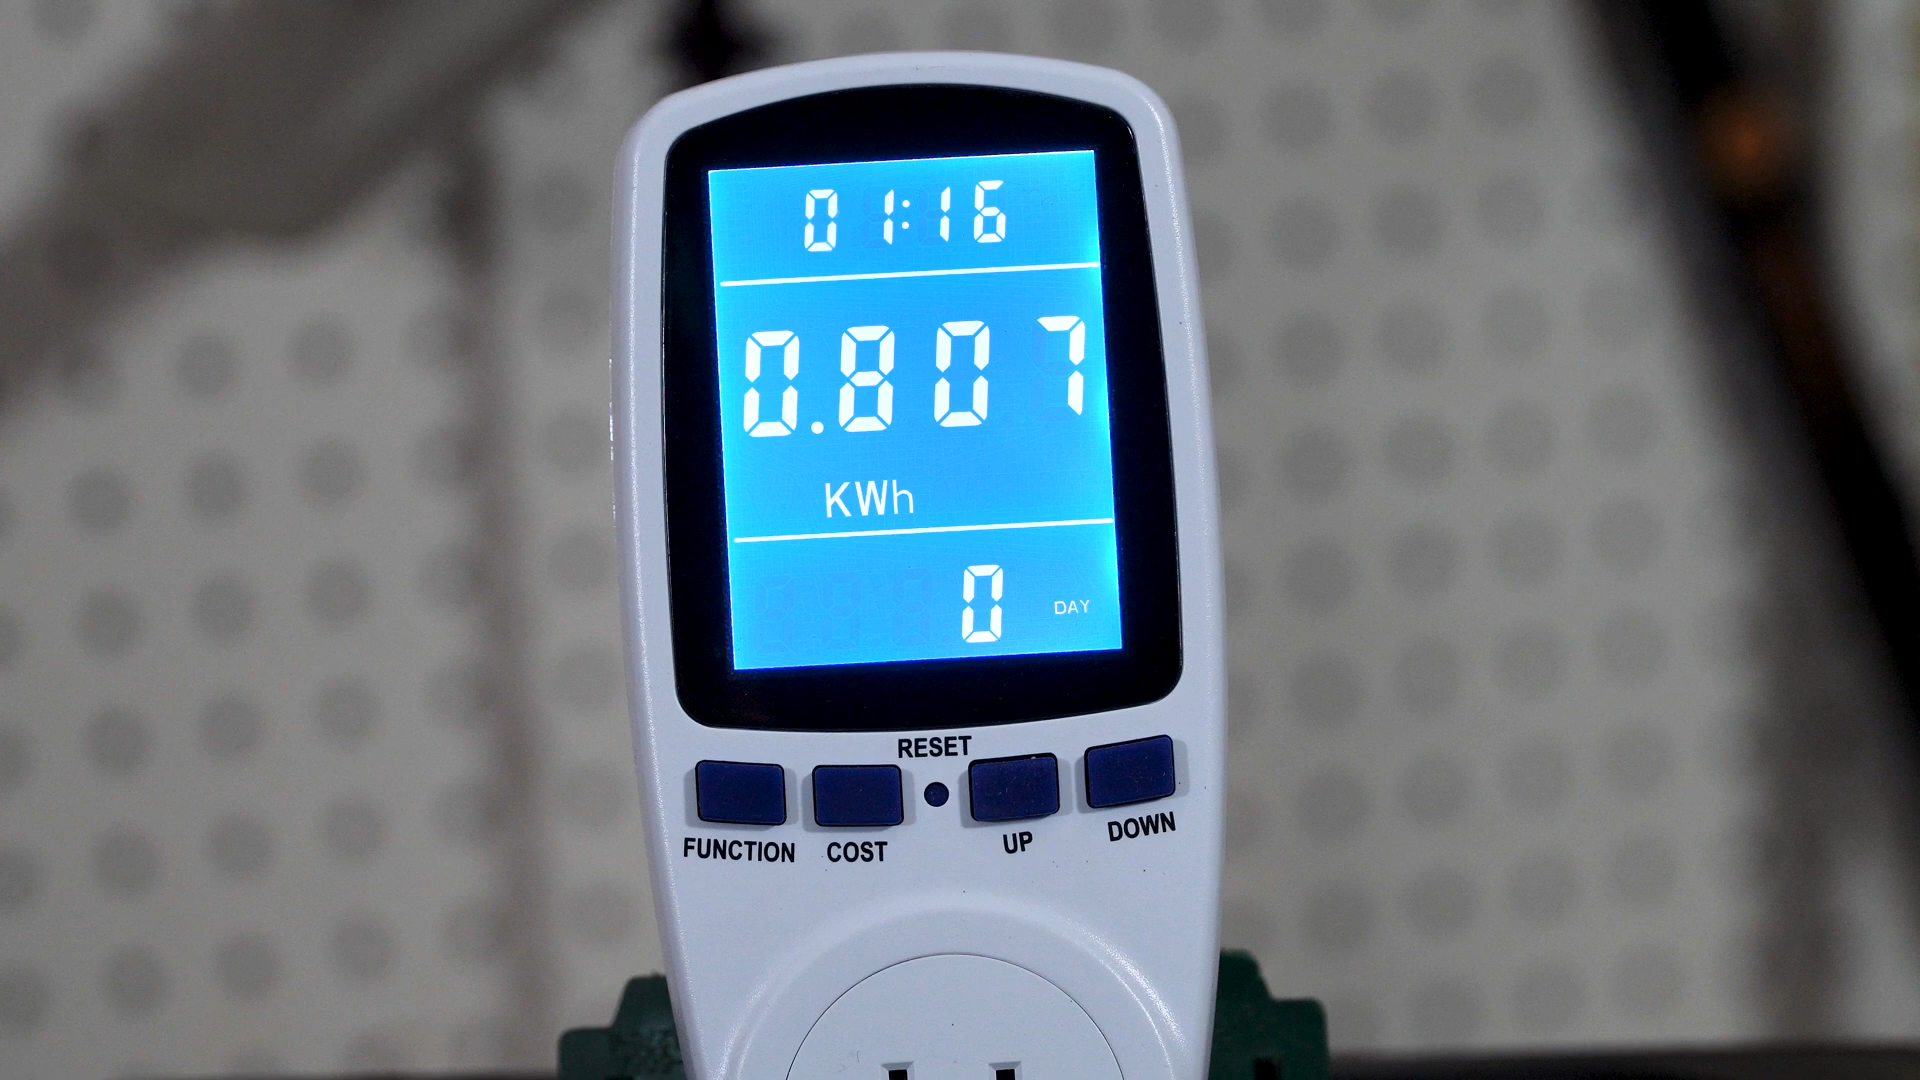 01:16
0.807
KWh
0 DAY
RESET
FUNCTION COST UP DOWN